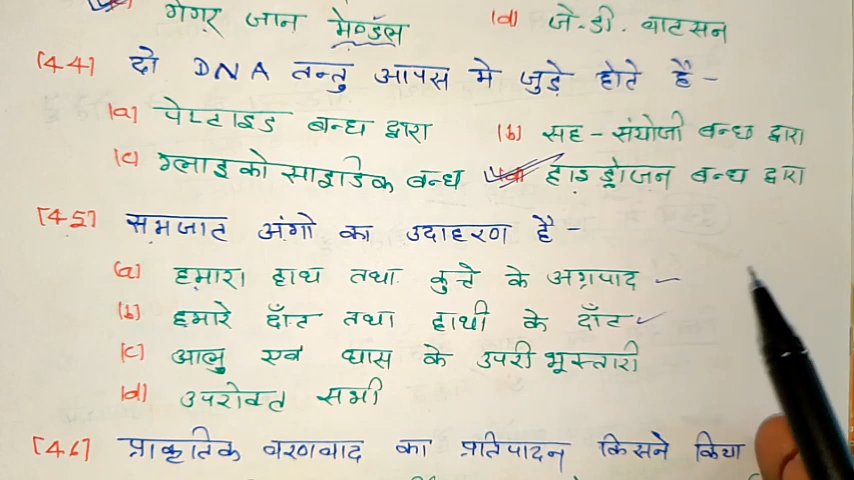 ग्रेगर जान मेण्डल (d) जे.डी. वाटसन
[44] दो DNA तन्तु आपस मे जुड़े होते है -
(a) पेप्टाइड बन्ध द्वारा (b) सह-संयोजी बन्ध द्वारा
(c) ग्लाइकोसाइडिक बन्ध हाइड्रोजन बन्ध द्वारा
[45] समजात अंगो का उदाहरण है -
(a) हमारा हाथ तथा कुत्ते के अग्रपाद
(b) हमारे दाँत तथा हाथी के दाँत
(c) आलु एवं घास के उपरी भूस्तारी
(d) उपरोक्त सभी
[46] प्राकृतिक वरणवाद का प्रतिपादन किसने किया